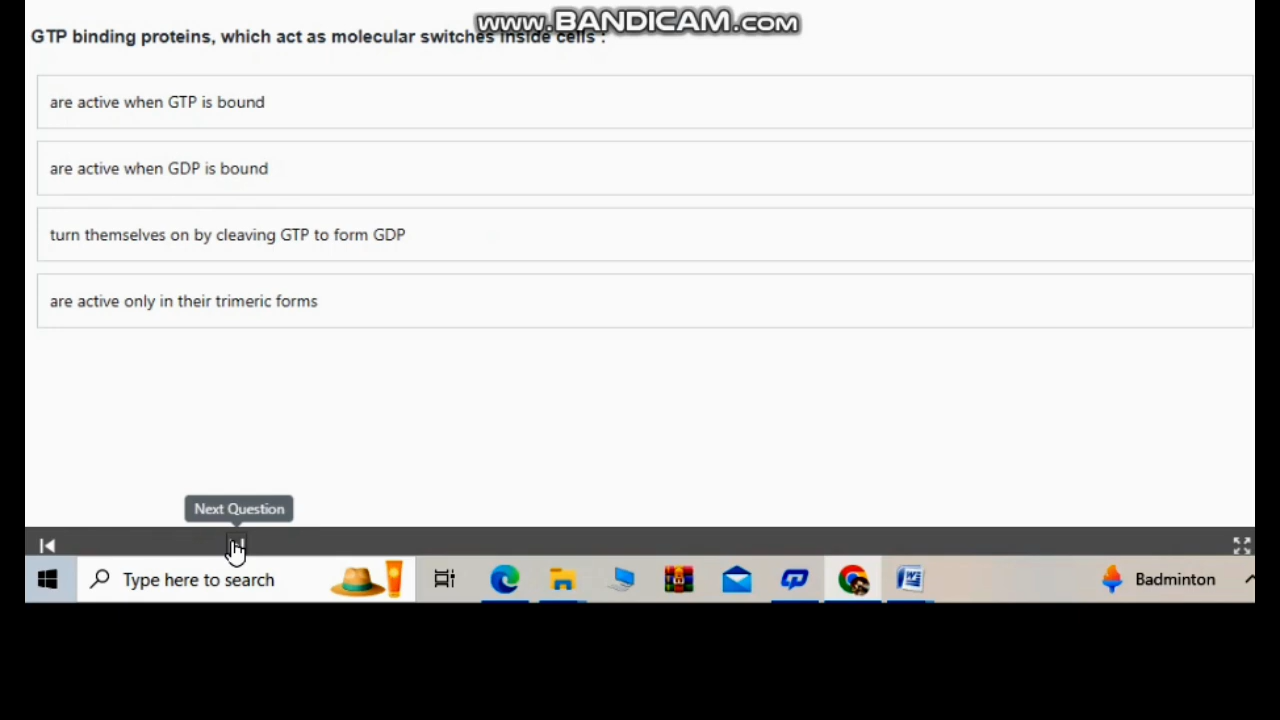 www.BANDICAM.com
GTP binding proteins, which act as molecular switches inside cells :
are active when GTP is bound
are active when GDP is bound
turn themselves on by cleaving GTP to form GDP
are active only in their trimeric forms
Next Question
Type here to search
Badminton